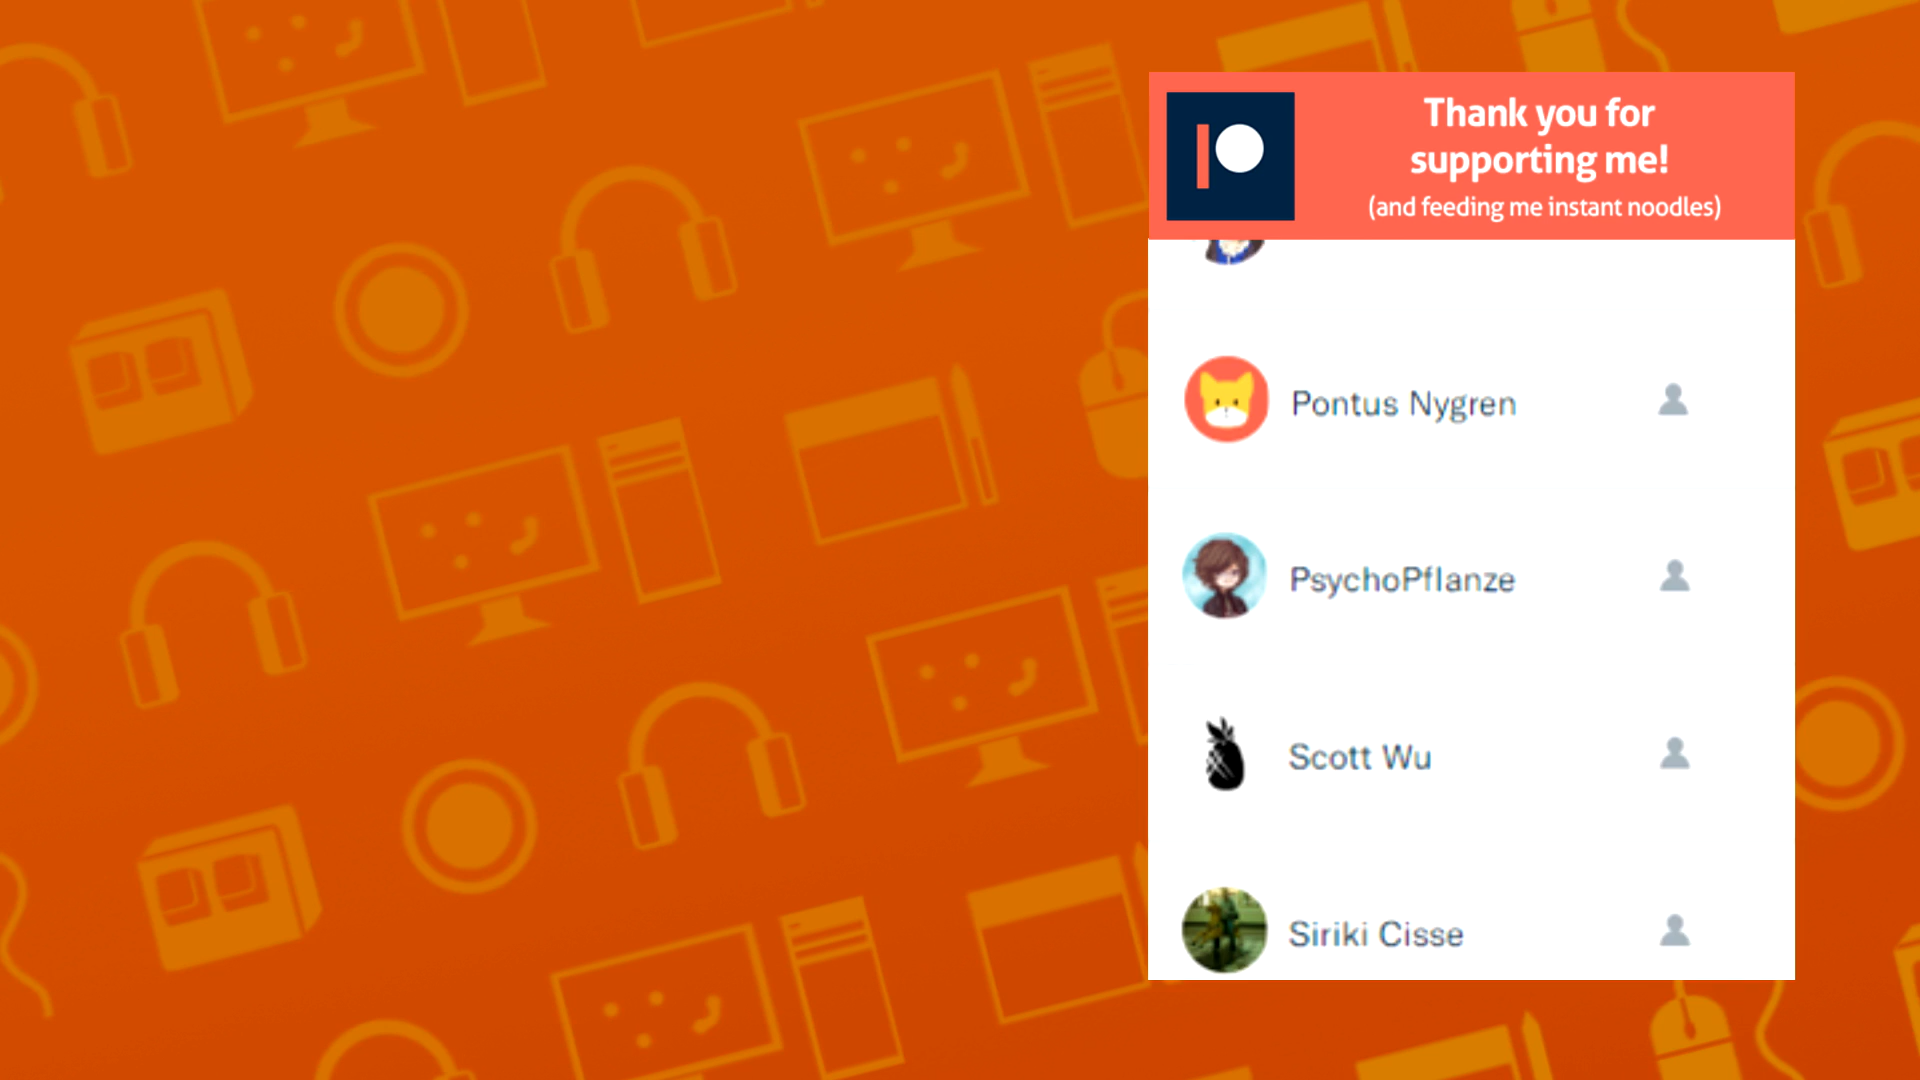 Thank you for
supporting me!
(and feeding me instant noodles)
Pontus Nygren
PsychoPflanze
Scott Wu
Siriki Cisse